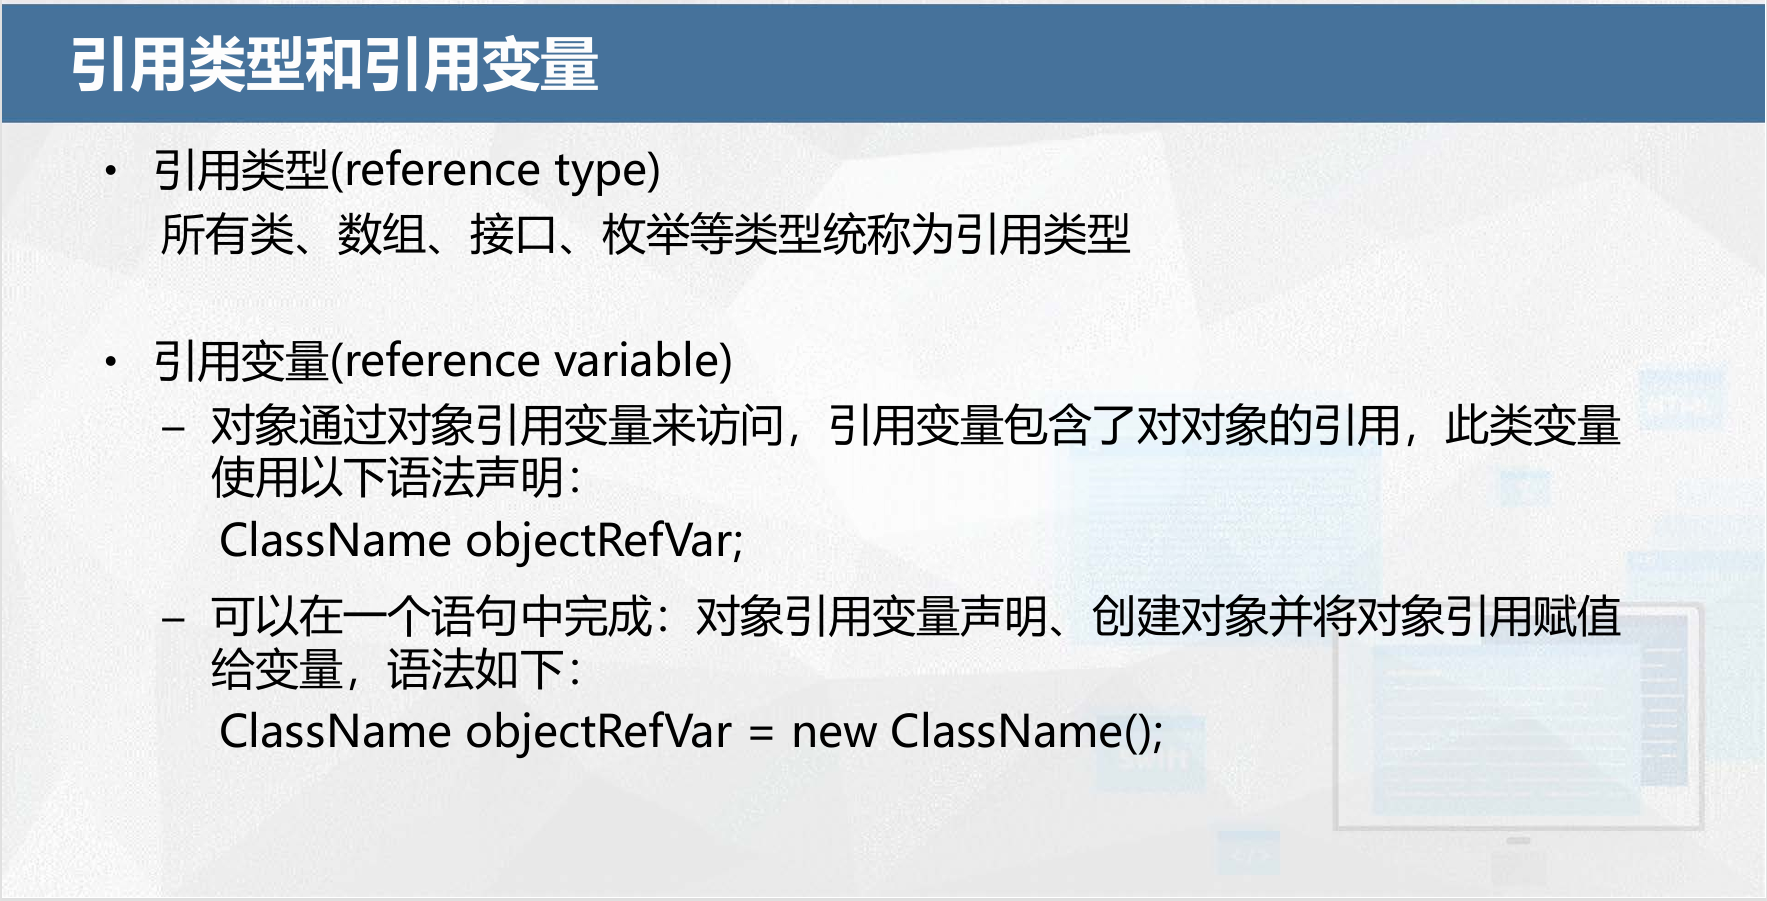 引用类型和引用变量
• 引用类型(reference type)
所有类、数组、接口、枚举等类型统称为引用类型
• 引用变量(reference variable)
– 对象通过对象引用变量来访问，引用变量包含了对对象的引用，此类变量
使用以下语法声明：
ClassName objectRefVar;
– 可以在一个语句中完成：对象引用变量声明、创建对象并将对象引用赋值
给变量，语法如下：
ClassName objectRefVar = new ClassName();